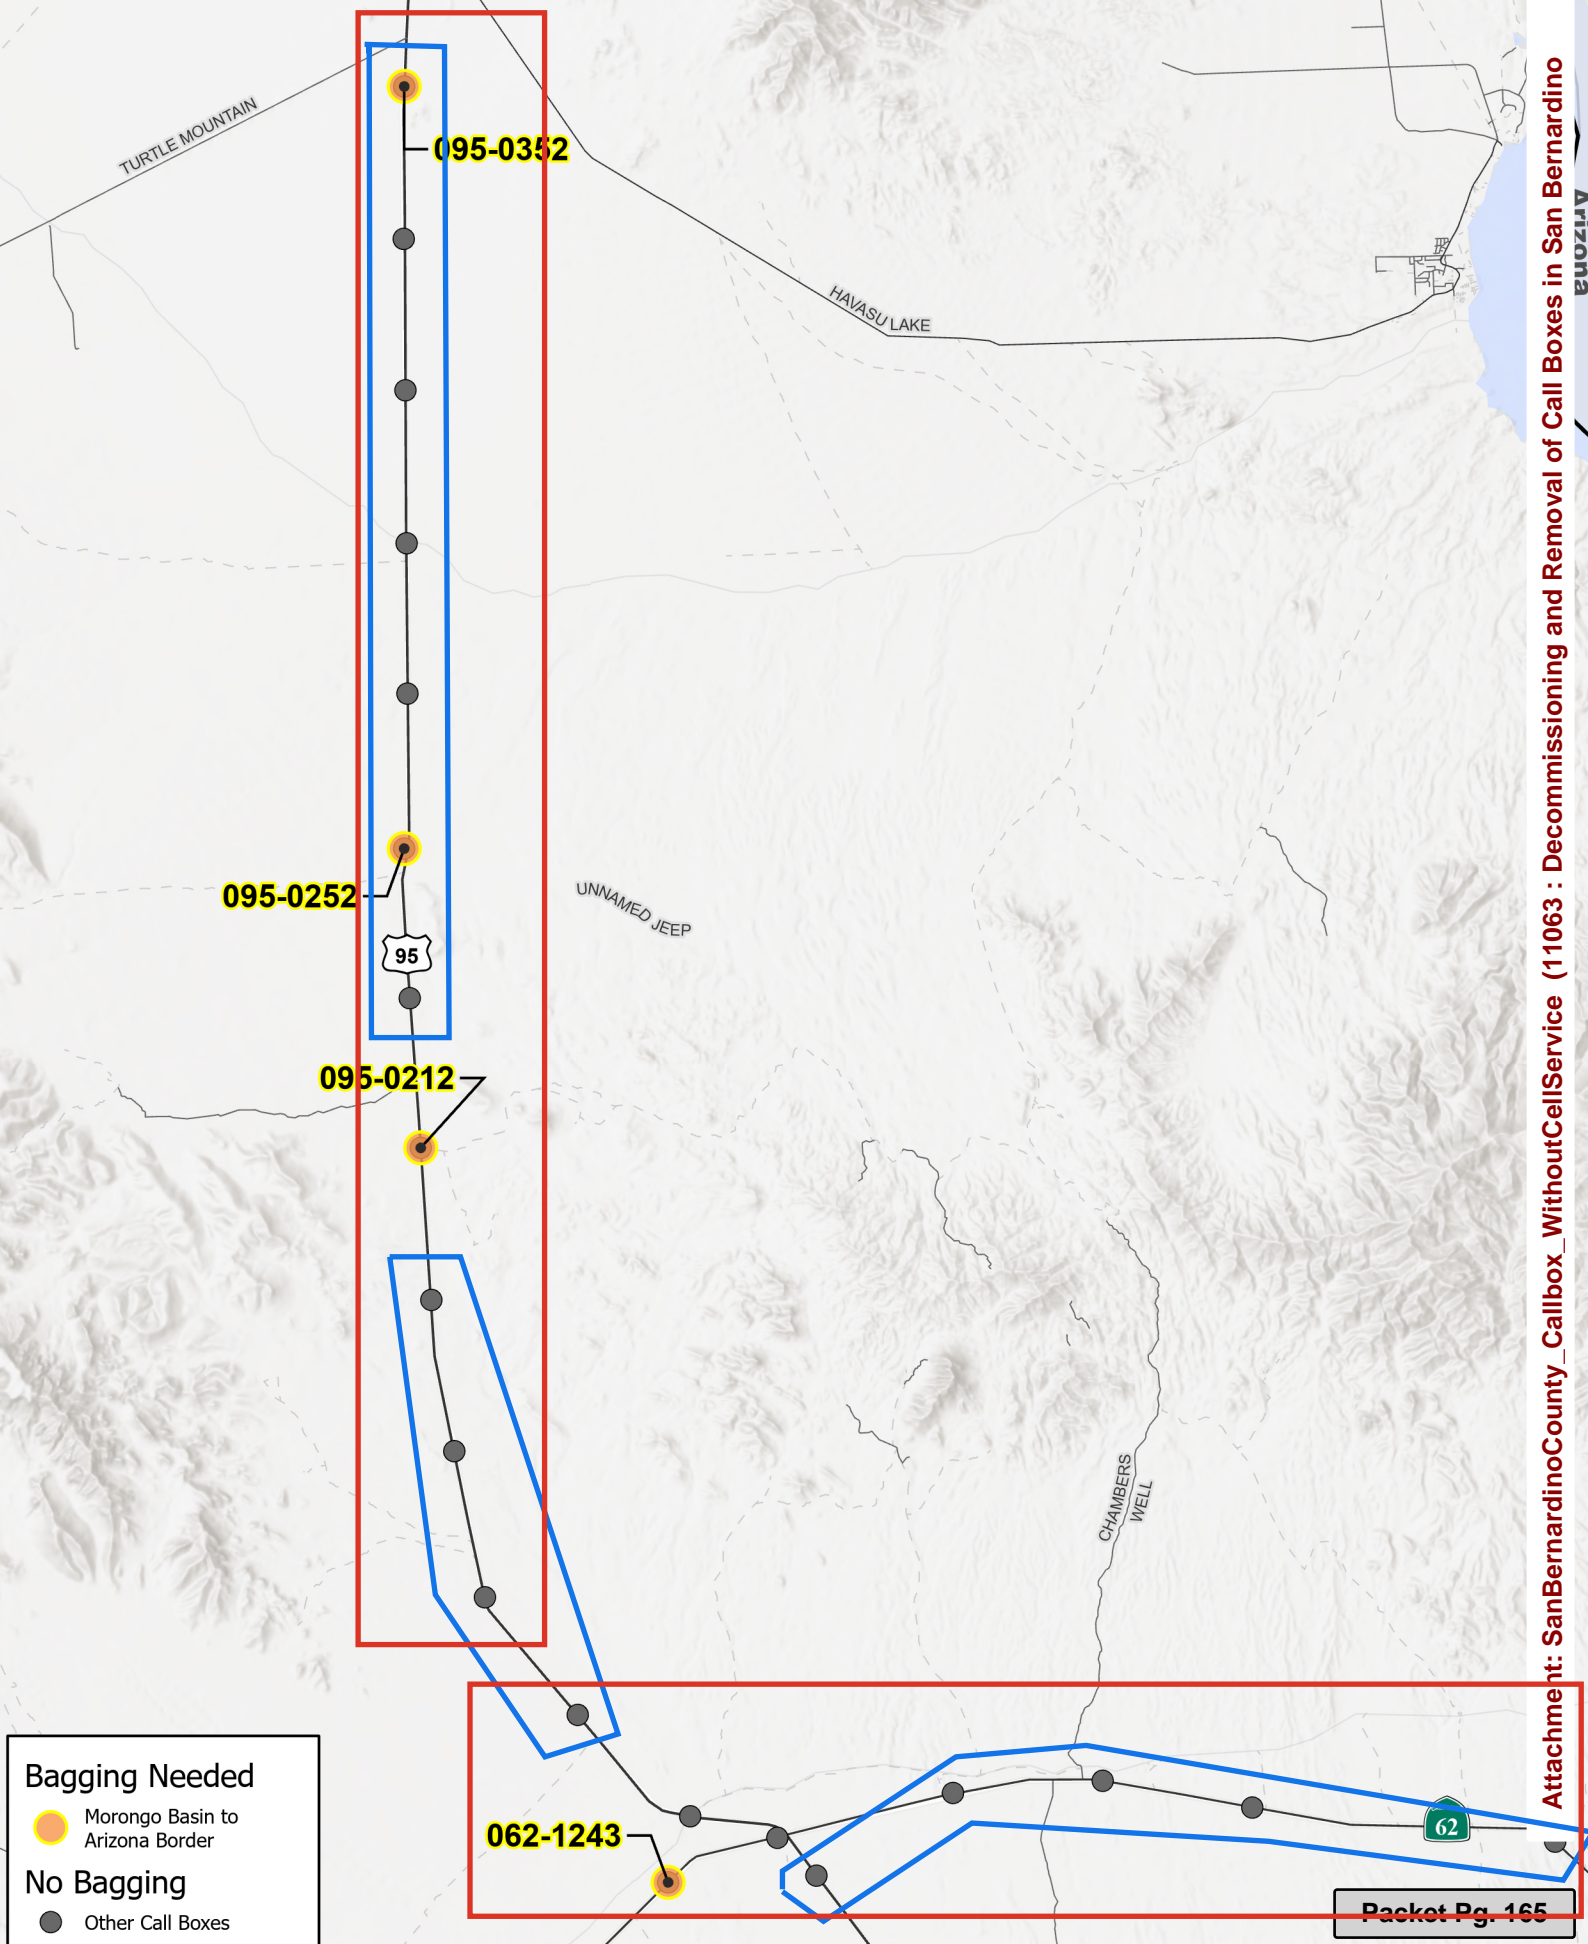 TURTLE MOUNTAIN
095-0352
HAVASU LAKE
Arizona
095-0252
UNNAMED JEEP
95
095-0212
CHAMBERS
WELL
062-1243
62
Bagging Needed
Morongo Basin to
Arizona Border
No Bagging
Other Call Boxes
Packet Pg. 165
Attachment: SanBernardinoCounty_Callbox_WithoutCellService (11063 : Decommissioning and Removal of Call Boxes in San Bernardino